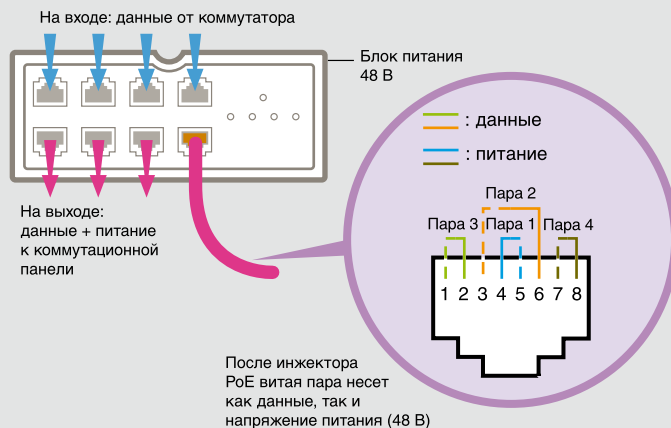 На входе: данные от коммутатора
Блок питания
48 В
: данные
: питание
Пара 2
Пара 3 Пара 1 Пара 4
1 2 3 4 5 6 7 8
На выходе:
данные + питание
к коммутационной
панели
После инжектора
PoE витая пара несет
как данные, так и
напряжение питания (48 В)